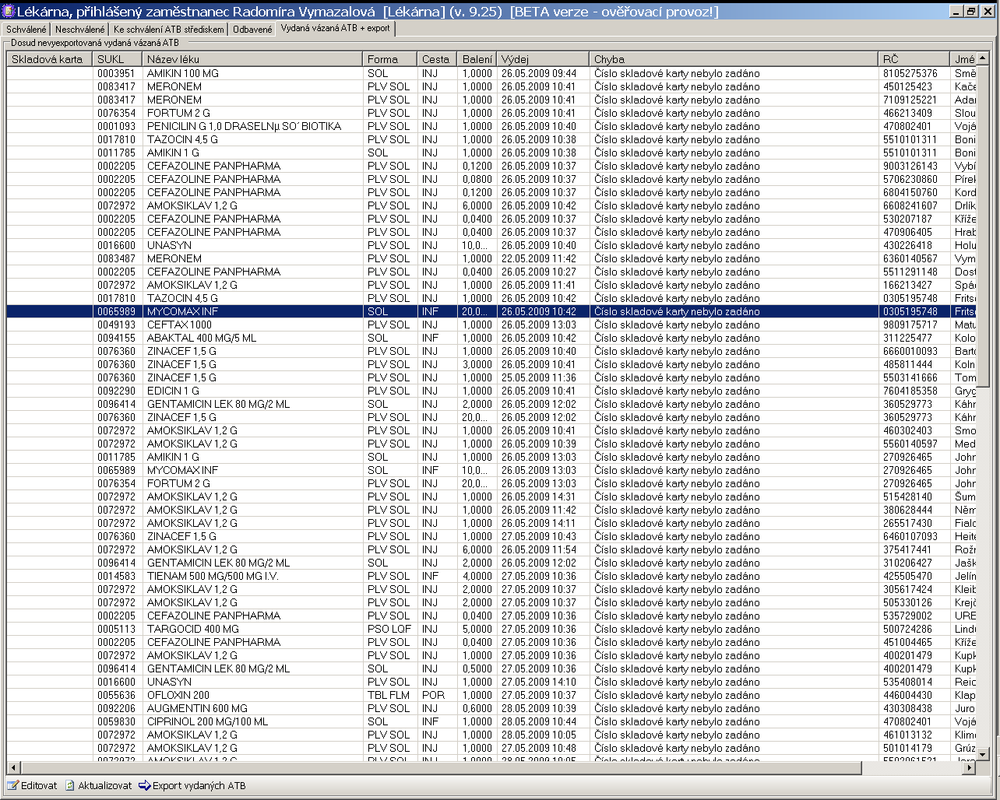 Lékárna, přihlášený zaměstnanec Radomíra Vymazalová [Lékárna] (v. 9.25) [BETA verze - ověřovací provoz!]
Schválené Neschválené Ke schválení ATB střediskem Odbavené Vydaná vázaná ATB + export
Dosud nevyexportovaná vydaná vázaná ATB
Skladová karta SUKL Název léku Forma Cesta Balení Výdej Chyba RČ Jmé
0003951 AMIKIN 100 MG SOL INJ 1,0000 26.05.2009 09:44 Číslo skladové karty nebylo zadáno 8105275376 Smě
0083417 MERONEM PLV SOL INJ 1,0000 26.05.2009 10:41 Číslo skladové karty nebylo zadáno 450125423 Kače
0083417 MERONEM PLV SOL INJ 1,0000 26.05.2009 10:41 Číslo skladové karty nebylo zadáno 7109125221 Adar
0076354 FORTUM 2 G PLV SOL INJ 1,0000 26.05.2009 10:41 Číslo skladové karty nebylo zadáno 466213409 Slou
0001093 PENICILIN G 1,0 DRASELNµ SO´BIOTIKA PLV SOL INJ 1,0000 26.05.2009 10:40 Číslo skladové karty nebylo zadáno 470802401 Vojá
0017810 TAZOCIN 4,5 G PLV SOL INJ 1,0000 26.05.2009 10:38 Číslo skladové karty nebylo zadáno 5510101311 Boni
0011785 AMIKIN 1 G SOL INJ 1,0000 26.05.2009 10:38 Číslo skladové karty nebylo zadáno 5510101311 Boni
0002205 CEFAZOLINE PANPHARMA PLV SOL INJ 0,1200 26.05.2009 10:37 Číslo skladové karty nebylo zadáno 9003126143 Vybí
0002205 CEFAZOLINE PANPHARMA PLV SOL INJ 0,0800 26.05.2009 10:37 Číslo skladové karty nebylo zadáno 5706230860 Pírek
0002205 CEFAZOLINE PANPHARMA PLV SOL INJ 0,1200 26.05.2009 10:37 Číslo skladové karty nebylo zadáno 6804150760 Kord
0072972 AMOKSIKLAV 1,2 G PLV SOL INJ 6,0000 26.05.2009 10:42 Číslo skladové karty nebylo zadáno 6608241607 Drlík
0002205 CEFAZOLINE PANPHARMA PLV SOL INJ 0,0400 26.05.2009 10:37 Číslo skladové karty nebylo zadáno 530207187 Kříže
0002205 CEFAZOLINE PANPHARMA PLV SOL INJ 0,0400 26.05.2009 10:37 Číslo skladové karty nebylo zadáno 470906405 Hrab
0016600 UNASYN PLV SOL INJ 10,0... 26.05.2009 10:40 Číslo skladové karty nebylo zadáno 430226418 Holu
0083487 MERONEM PLV SOL INJ 1,0000 22.05.2009 11:42 Číslo skladové karty nebylo zadáno 6360140567 Vym
0002205 CEFAZOLINE PANPHARMA PLV SOL INJ 0,0400 26.05.2009 10:27 Číslo skladové karty nebylo zadáno 5511291148 Dost
0072972 AMOKSIKLAV 1,2 G PLV SOL INJ 1,0000 26.05.2009 11:41 Číslo skladové karty nebylo zadáno 166213427 Spác
0017810 TAZOCIN 4,5 G PLV SOL INJ 1,0000 26.05.2009 10:42 Číslo skladové karty nebylo zadáno 0305195748 Frits
0065989 MYCOMAX INF SOL INF 20,0... 26.05.2009 10:42 Číslo skladové karty nebylo zadáno 0305195748 Frits
0049193 CEFTAX 1000 PLV SOL INJ 1,0000 26.05.2009 13:03 Číslo skladové karty nebylo zadáno 9809175717 Matu
0094155 ABAKTAL 400 MG/5 ML SOL INF 1,0000 26.05.2009 10:42 Číslo skladové karty nebylo zadáno 311225477 Kolo
0076360 ZINACEF 1,5 G PLV SOL INJ 1,0000 26.05.2009 10:40 Číslo skladové karty nebylo zadáno 6660010093 Barto
0076360 ZINACEF 1,5 G PLV SOL INJ 3,0000 26.05.2009 10:41 Číslo skladové karty nebylo zadáno 485811444 Koln
0076360 ZINACEF 1,5 G PLV SOL INJ 1,0000 25.05.2009 11:36 Číslo skladové karty nebylo zadáno 5503141666 Tom
0092290 EDICIN 1 G PLV SOL INJ 1,0000 26.05.2009 10:41 Číslo skladové karty nebylo zadáno 7604185358 Gryg
0096414 GENTAMICIN LEK 80 MG/2 ML SOL INJ 2,0000 26.05.2009 12:02 Číslo skladové karty nebylo zadáno 360529773 Káhr
0076360 ZINACEF 1,5 G PLV SOL INJ 20,0... 26.05.2009 12:02 Číslo skladové karty nebylo zadáno 360529773 Káhr
0072972 AMOKSIKLAV 1,2 G PLV SOL INJ 1,0000 26.05.2009 10:41 Číslo skladové karty nebylo zadáno 460302403 Smo
0072972 AMOKSIKLAV 1,2 G PLV SOL INJ 1,0000 26.05.2009 10:39 Číslo skladové karty nebylo zadáno 5560140597 Med
0011785 AMIKIN 1 G SOL INJ 1,0000 26.05.2009 13:03 Číslo skladové karty nebylo zadáno 270926465 Johr
0065989 MYCOMAX INF SOL INF 10,0... 26.05.2009 13:03 Číslo skladové karty nebylo zadáno 270926465 Johr
0076354 FORTUM 2 G PLV SOL INJ 20,0... 26.05.2009 13:03 Číslo skladové karty nebylo zadáno 270926465 Johr
0072972 AMOKSIKLAV 1,2 G PLV SOL INJ 1,0000 26.05.2009 14:31 Číslo skladové karty nebylo zadáno 515428140 Šum
0072972 AMOKSIKLAV 1,2 G PLV SOL INJ 1,0000 26.05.2009 11:42 Číslo skladové karty nebylo zadáno 380628444 Něm
0072972 AMOKSIKLAV 1,2 G PLV SOL INJ 1,0000 26.05.2009 14:11 Číslo skladové karty nebylo zadáno 265517430 Fialo
0076360 ZINACEF 1,5 G PLV SOL INJ 1,0000 27.05.2009 10:43 Číslo skladové karty nebylo zadáno 6460107093 Heite
0072972 AMOKSIKLAV 1,2 G PLV SOL INJ 6,0000 26.05.2009 11:54 Číslo skladové karty nebylo zadáno 375417441 Rožr
0096414 GENTAMICIN LEK 80 MG/2 ML SOL INJ 2,0000 26.05.2009 12:02 Číslo skladové karty nebylo zadáno 310206427 Jašk
0014583 TIENAM 500 MG/500 MG I.V. PLV SOL INF 4,0000 27.05.2009 10:36 Číslo skladové karty nebylo zadáno 425505470 Jelín
0072972 AMOKSIKLAV 1,2 G PLV SOL INJ 2,0000 27.05.2009 10:37 Číslo skladové karty nebylo zadáno 305617424 Kleib
0072972 AMOKSIKLAV 1,2 G PLV SOL INJ 2,0000 27.05.2009 10:37 Číslo skladové karty nebylo zadáno 505330126 Krejč
0002205 CEFAZOLINE PANPHARMA PLV SOL INJ 0,0400 27.05.2009 10:36 Číslo skladové karty nebylo zadáno 535729002 URE
0005113 TARGOCID 400 MG PSO LQF INJ 5,0000 27.05.2009 10:36 Číslo skladové karty nebylo zadáno 500724286 Lindu
0002205 CEFAZOLINE PANPHARMA PLV SOL INJ 0,0400 27.05.2009 10:36 Číslo skladové karty nebylo zadáno 451004465 Kříže
0072972 AMOKSIKLAV 1,2 G PLV SOL INJ 1,0000 27.05.2009 10:36 Číslo skladové karty nebylo zadáno 400201479 Kupk
0096414 GENTAMICIN LEK 80 MG/2 ML SOL INJ 0,5000 27.05.2009 10:36 Číslo skladové karty nebylo zadáno 400201479 Kupk
0016600 UNASYN PLV SOL INJ 1,0000 27.05.2009 14:10 Číslo skladové karty nebylo zadáno 535408014 Reic
0055636 OFLOXIN 200 TBL FLM POR 1,0000 27.05.2009 10:37 Číslo skladové karty nebylo zadáno 446004430 Klap
0092206 AUGMENTIN 600 MG PLV SOL INJ 0,6000 28.05.2009 10:39 Číslo skladové karty nebylo zadáno 430308438 Juro
0059830 CIPRINOL 200 MG/100 ML SOL INF 1,0000 28.05.2009 10:44 Číslo skladové karty nebylo zadáno 470802401 Vojá
0072972 AMOKSIKLAV 1,2 G PLV SOL INJ 1,0000 28.05.2009 10:05 Číslo skladové karty nebylo zadáno 461013132 Klime
0072972 AMOKSIKLAV 1,2 G PLV SOL INJ 1,0000 27.05.2009 10:48 Číslo skladové karty nebylo zadáno 501014179 Grúz
0072972 AMOKSIKLAV 1,2 G PLV SOL INJ 1,0000 28.05.2009 10:05 Číslo skladové karty nebylo zadáno
Editovat Aktualizovat Export vydaných ATB